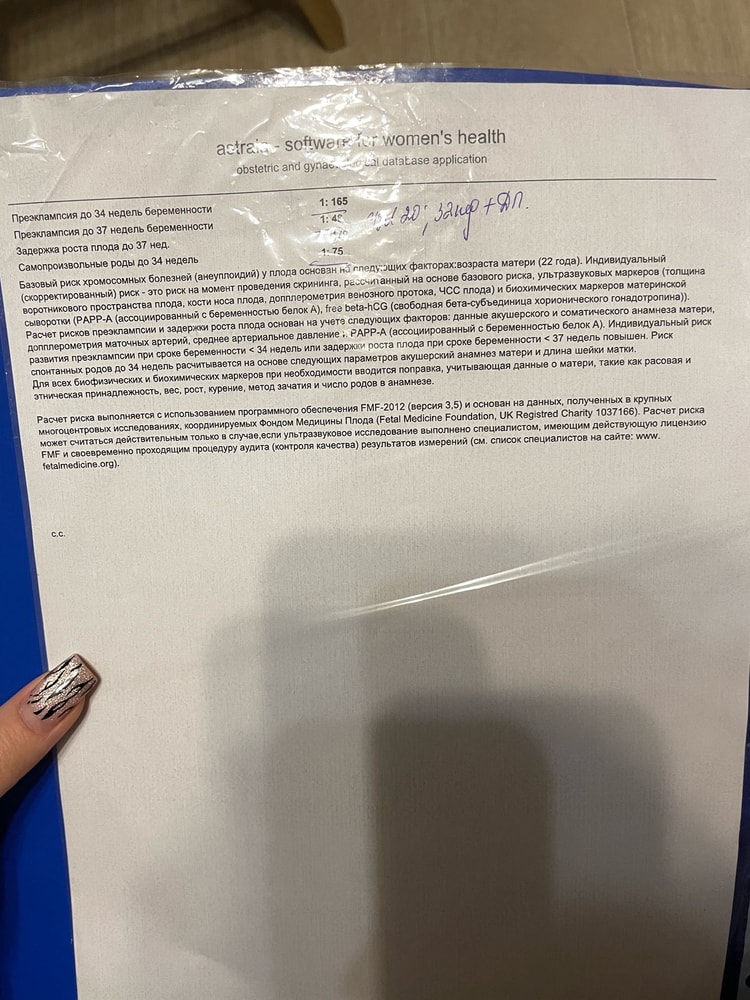 astraia - software for women's health
obstetric and gynaecological database application
Преэклампсия до 34 недель беременности 1: 165
Преэклампсия до 37 недель беременности
Задержка роста плода до 37 нед.
Самопроизвольные роды до 34 недель 1: 75
20; 32 нед + ДП.
Базовый риск хромосомных болезней (анеуплоидий) у плода основан на следующих факторах:возраста матери (22 года). Индивидуальный
(скорректированный) риск - это риск на момент проведения скрининга, рассчитанный на основе базового риска, ультразвуковых маркеров (толщина
воротникового пространства плода, кости носа плода, допплерометрия венозного протока, ЧСС плода) и биохимических маркеров материнской
сыворотки (PAPP-A (ассоциированный с беременностью белок A), free beta-hCG (свободная бета-субъединица хорионического гонадотропина)).
Расчет рисков преэклампсии и задержки роста плода основан на учете следующих факторов: данные акушерского и соматического анамнеза матери,
допплерометрия маточных артерий, среднее артериальное давление и PAPP-A (ассоциированный с беременностью белок A). Индивидуальный риск
развития преэклампсии при сроке беременности < 34 недель или задержки роста плода при сроке беременности < 37 недель повышен. Риск
спонтанных родов до 34 недель расчитывается на основе следующих параметров акушерский анамнез матери и длина шейки матки.
Для всех биофизических и биохимических маркеров при необходимости вводится поправка, учитывающая данные о матери, такие как расовая и
этническая принадлежность, вес, рост, курение, метод зачатия и число родов в анамнезе.
Расчет риска выполняется с использованием программного обеспечения FMF-2012 (версия 3,5) и основан на данных, полученных в крупных
многоцентровых исследованиях, координируемых Фондом Медицины Плода (Fetal Medicine Foundation, UK Registred Charity 1037166). Расчет риска
может считаться действительным только в случае,если ультразвуковое исследование выполнено специалистом, имеющим действующую лицензию
FMF и своевременно проходящим процедуру аудита (контроля качества) результатов измерений (см. список специалистов на сайте: www.
fetalmedicine.org).
c.c.